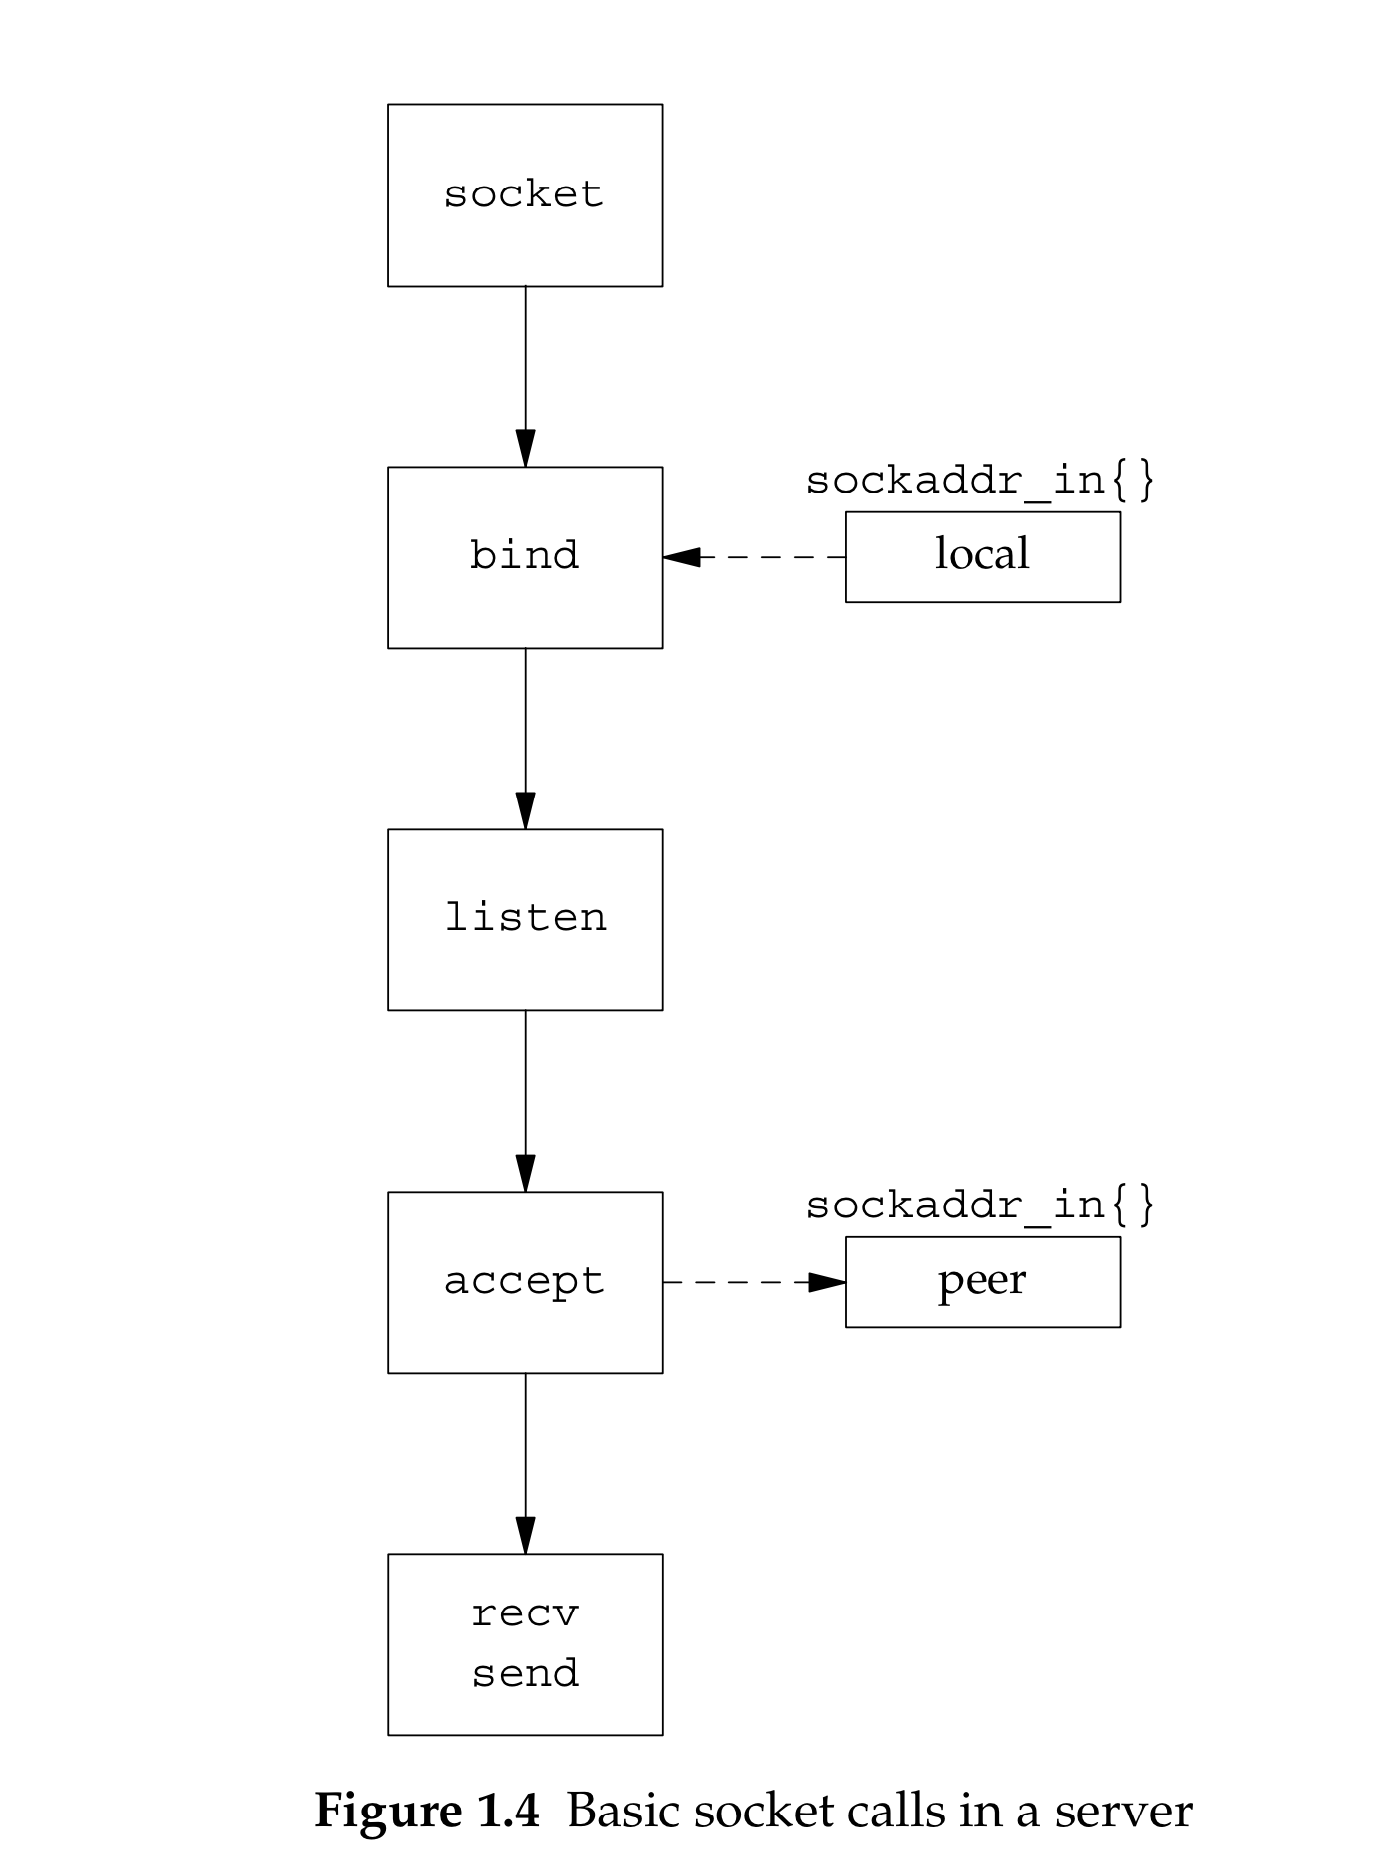 socket
sockaddr_in{}
bind
local
listen
sockaddr_in{}
accept
peer
recv
send
Figure 1.4 Basic socket calls in a server